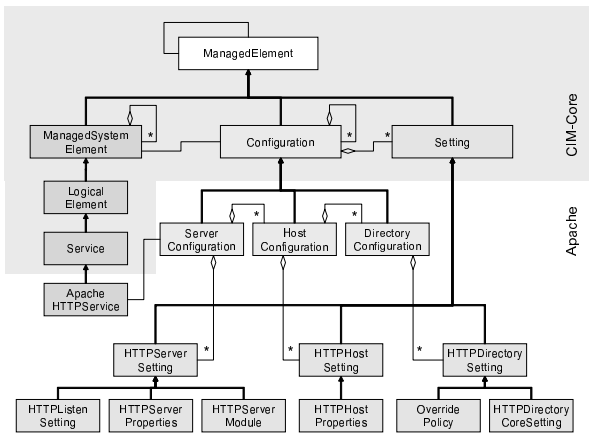 ManagedElement
CIM-Core
ManagedSystem
Element
*
Configuration
*
*
Setting
Logical
Element
Apache
Service
Server
Configuration
*
Host
Configuration
*
Directory
Configuration
Apache
HTTPService
HTTPServer
Setting
*
HTTPHost
Setting
*
HTTPDirectory
Setting
*
HTTPListen
Setting
HTTPServer
Properties
HTTPServer
Module
HTTPHost
Properties
Override
Policy
HTTPDirectory
CoreSetting